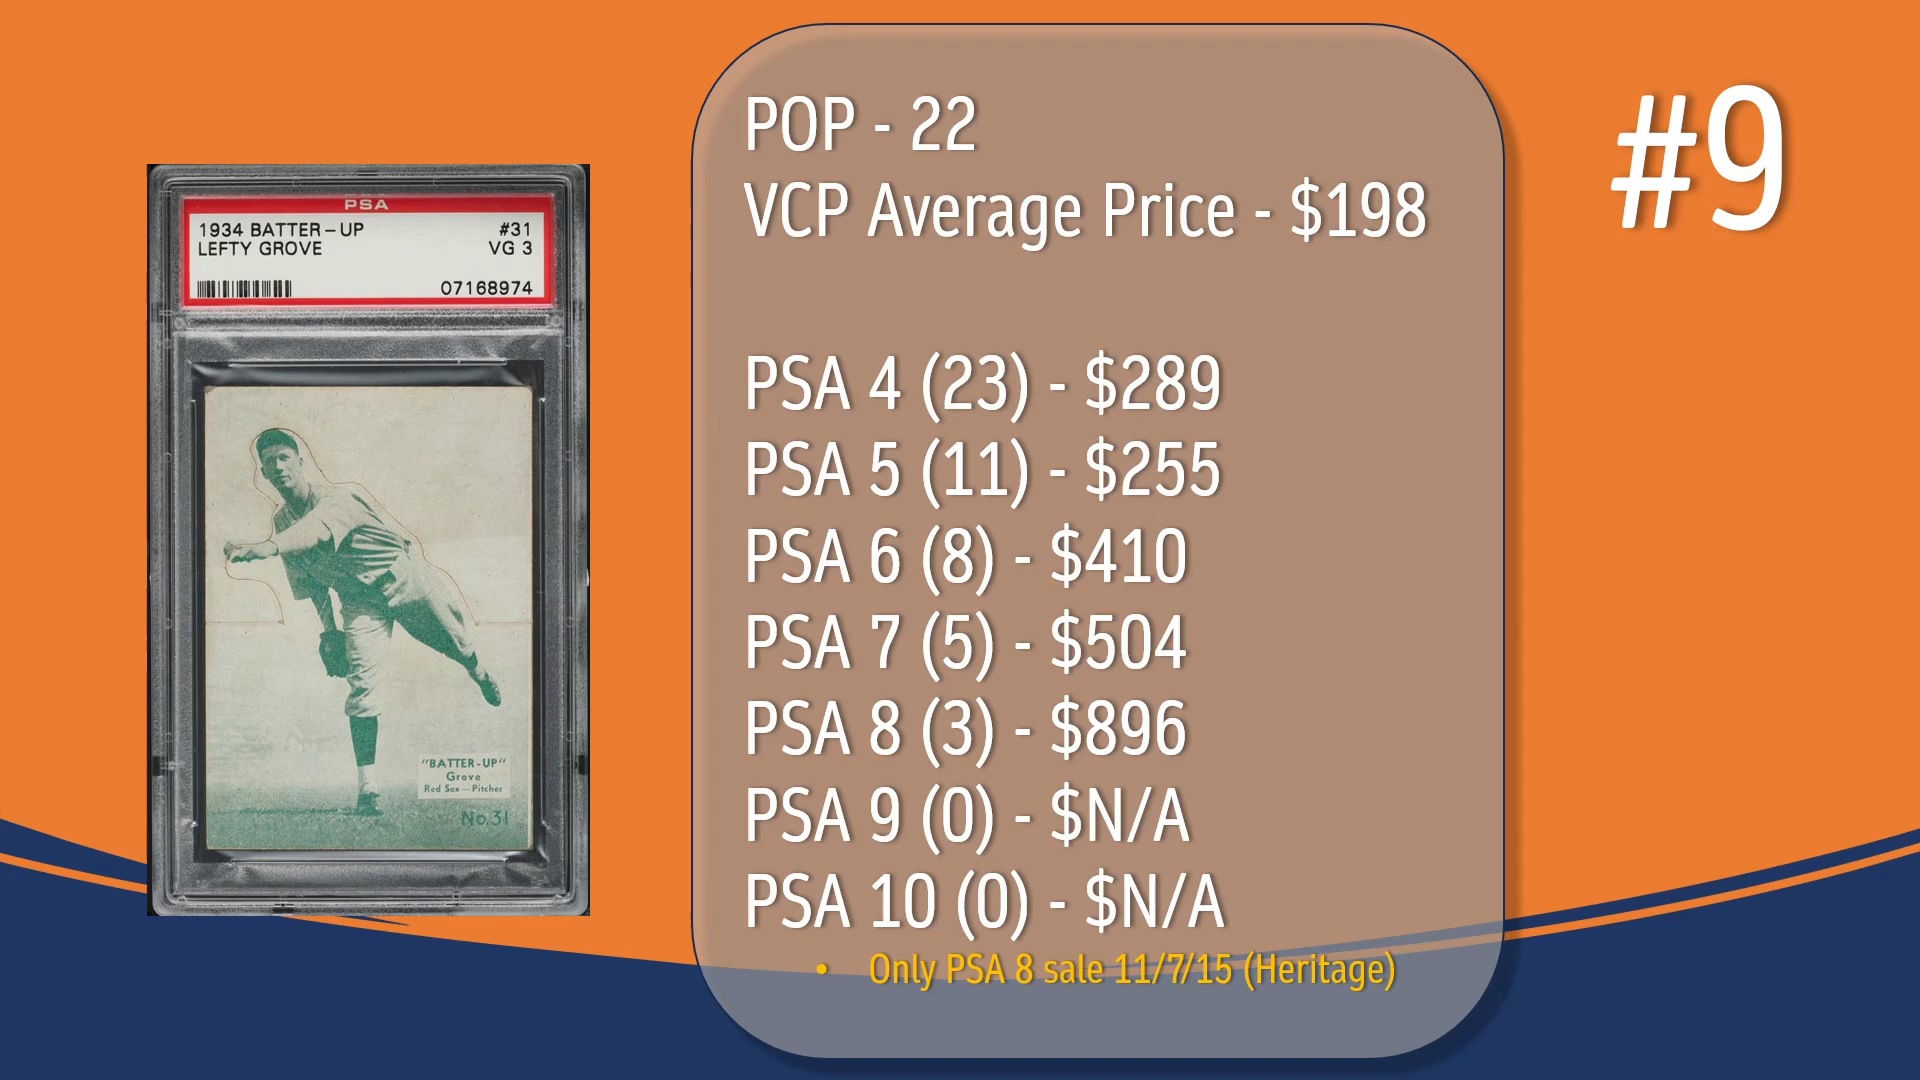 PSA
1934 BATTER-UP #31
LEFTY GROVE VG 3
07168974
"BATTER-UP"
Grove
Red Sox—Pitcher
No.31
POP - 22
VCP Average Price - $198
PSA 4 (23) - $289
PSA 5 (11) - $255
PSA 6 (8) - $410
PSA 7 (5) - $504
PSA 8 (3) - $896
PSA 9 (0) - $N/A
PSA 10 (0) - $N/A
• Only PSA 8 sale 11/7/15 (Heritage)
#9